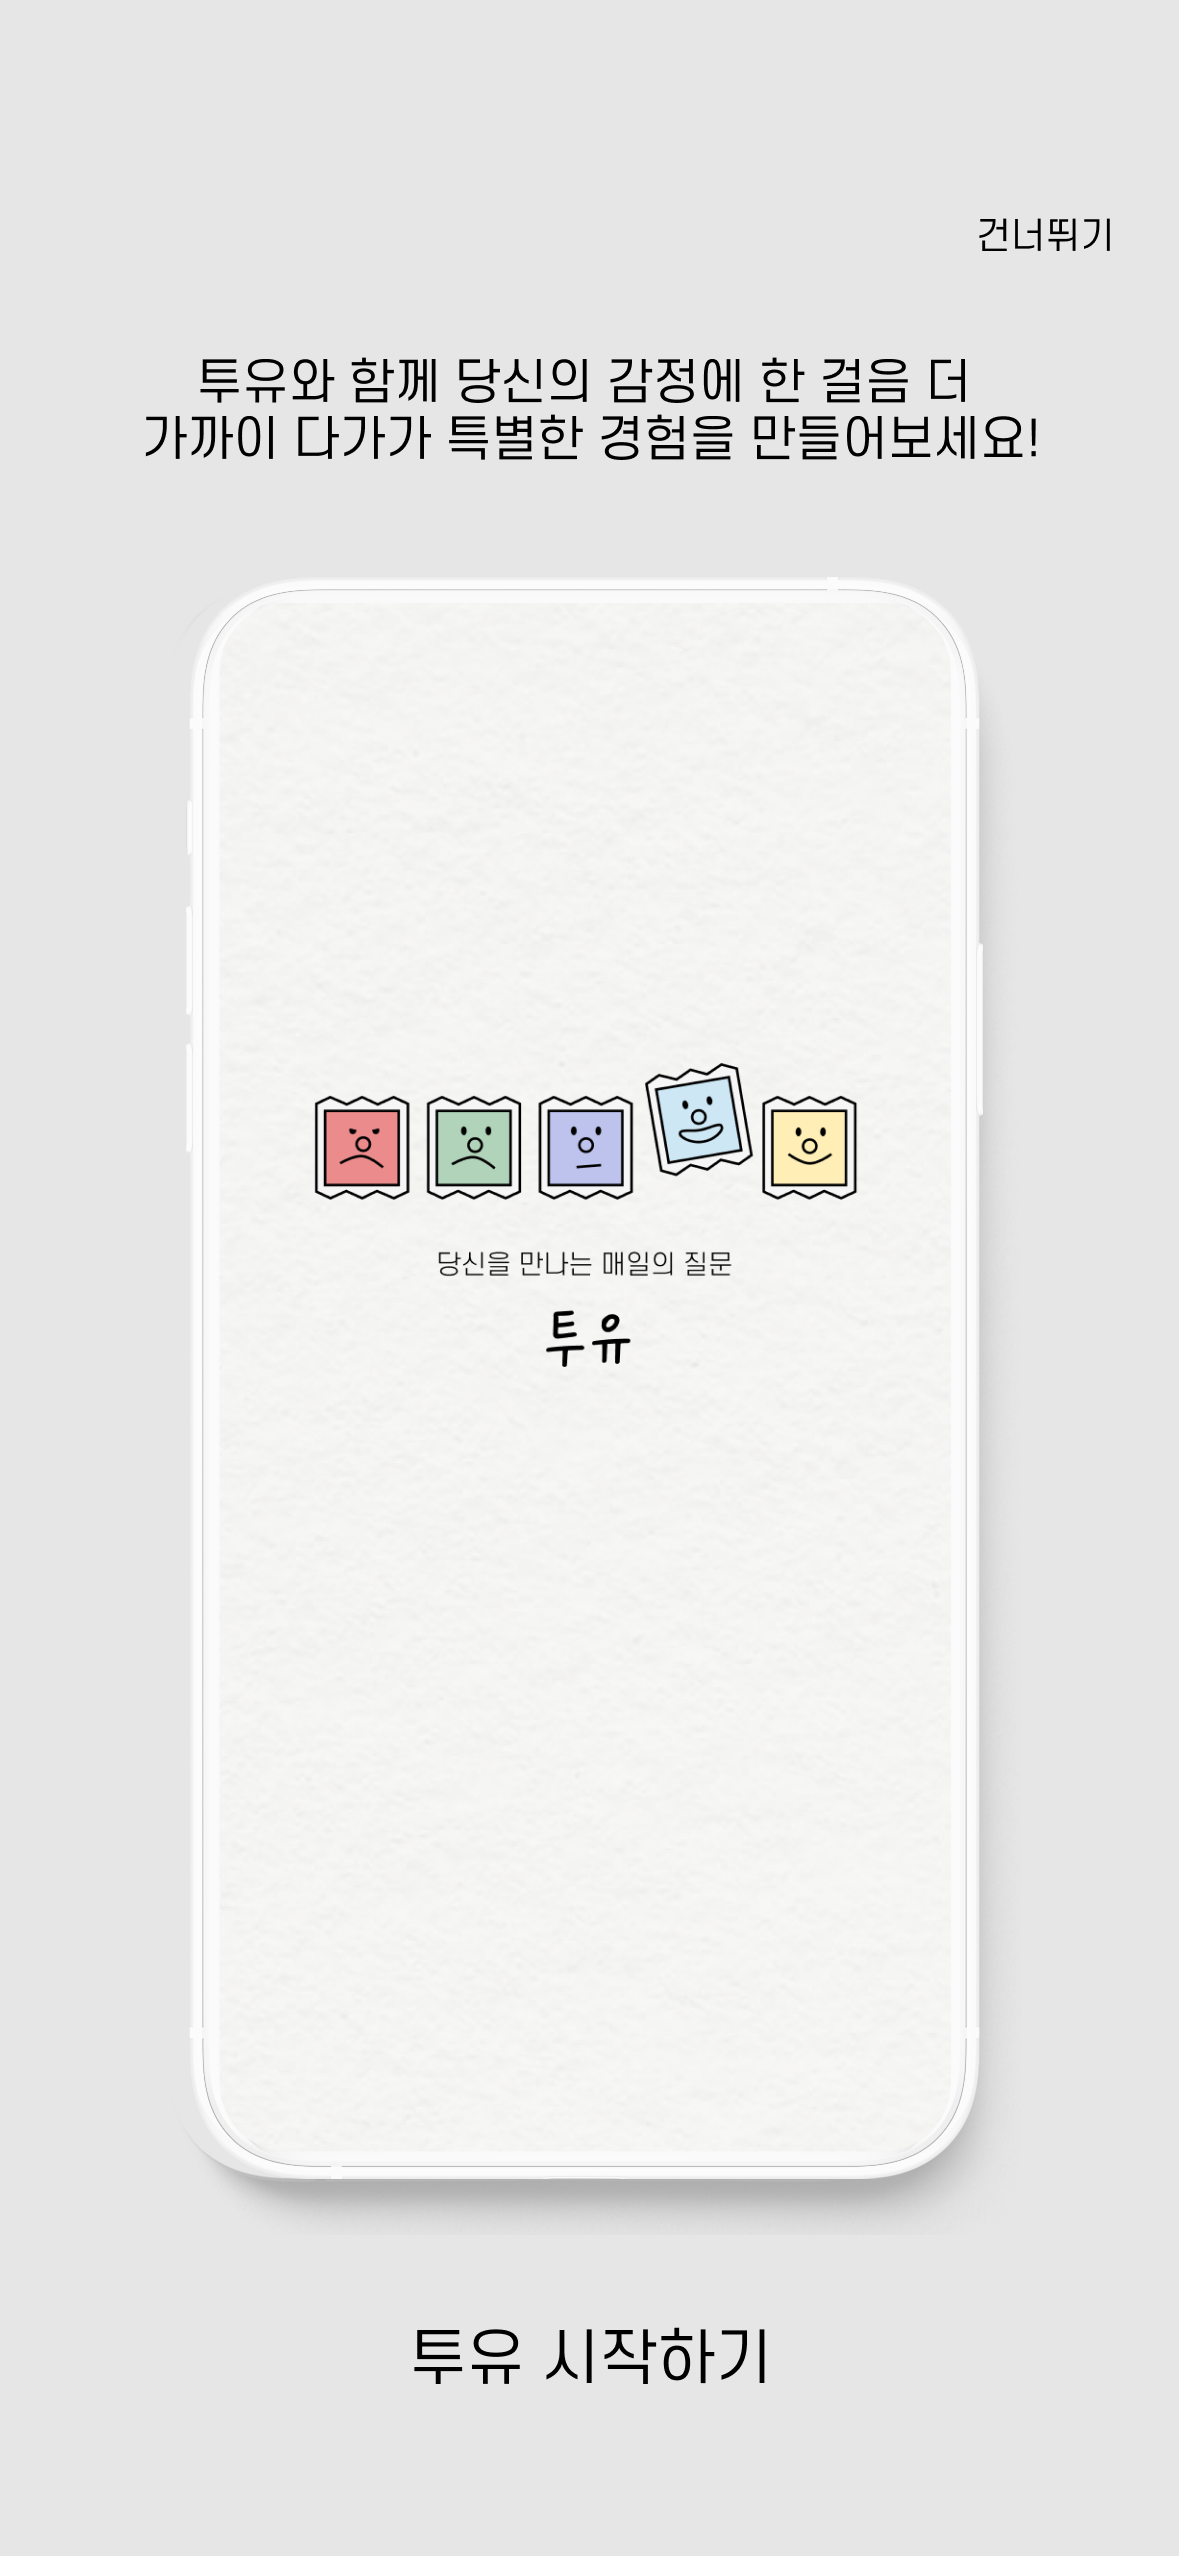 건너뛰기
투유와 함께 당신의 감정에 한 걸음 더
가까이 다가가 특별한 경험을 만들어보세요!
당신을 만나는 매일의 질문
투유
투유 시작하기